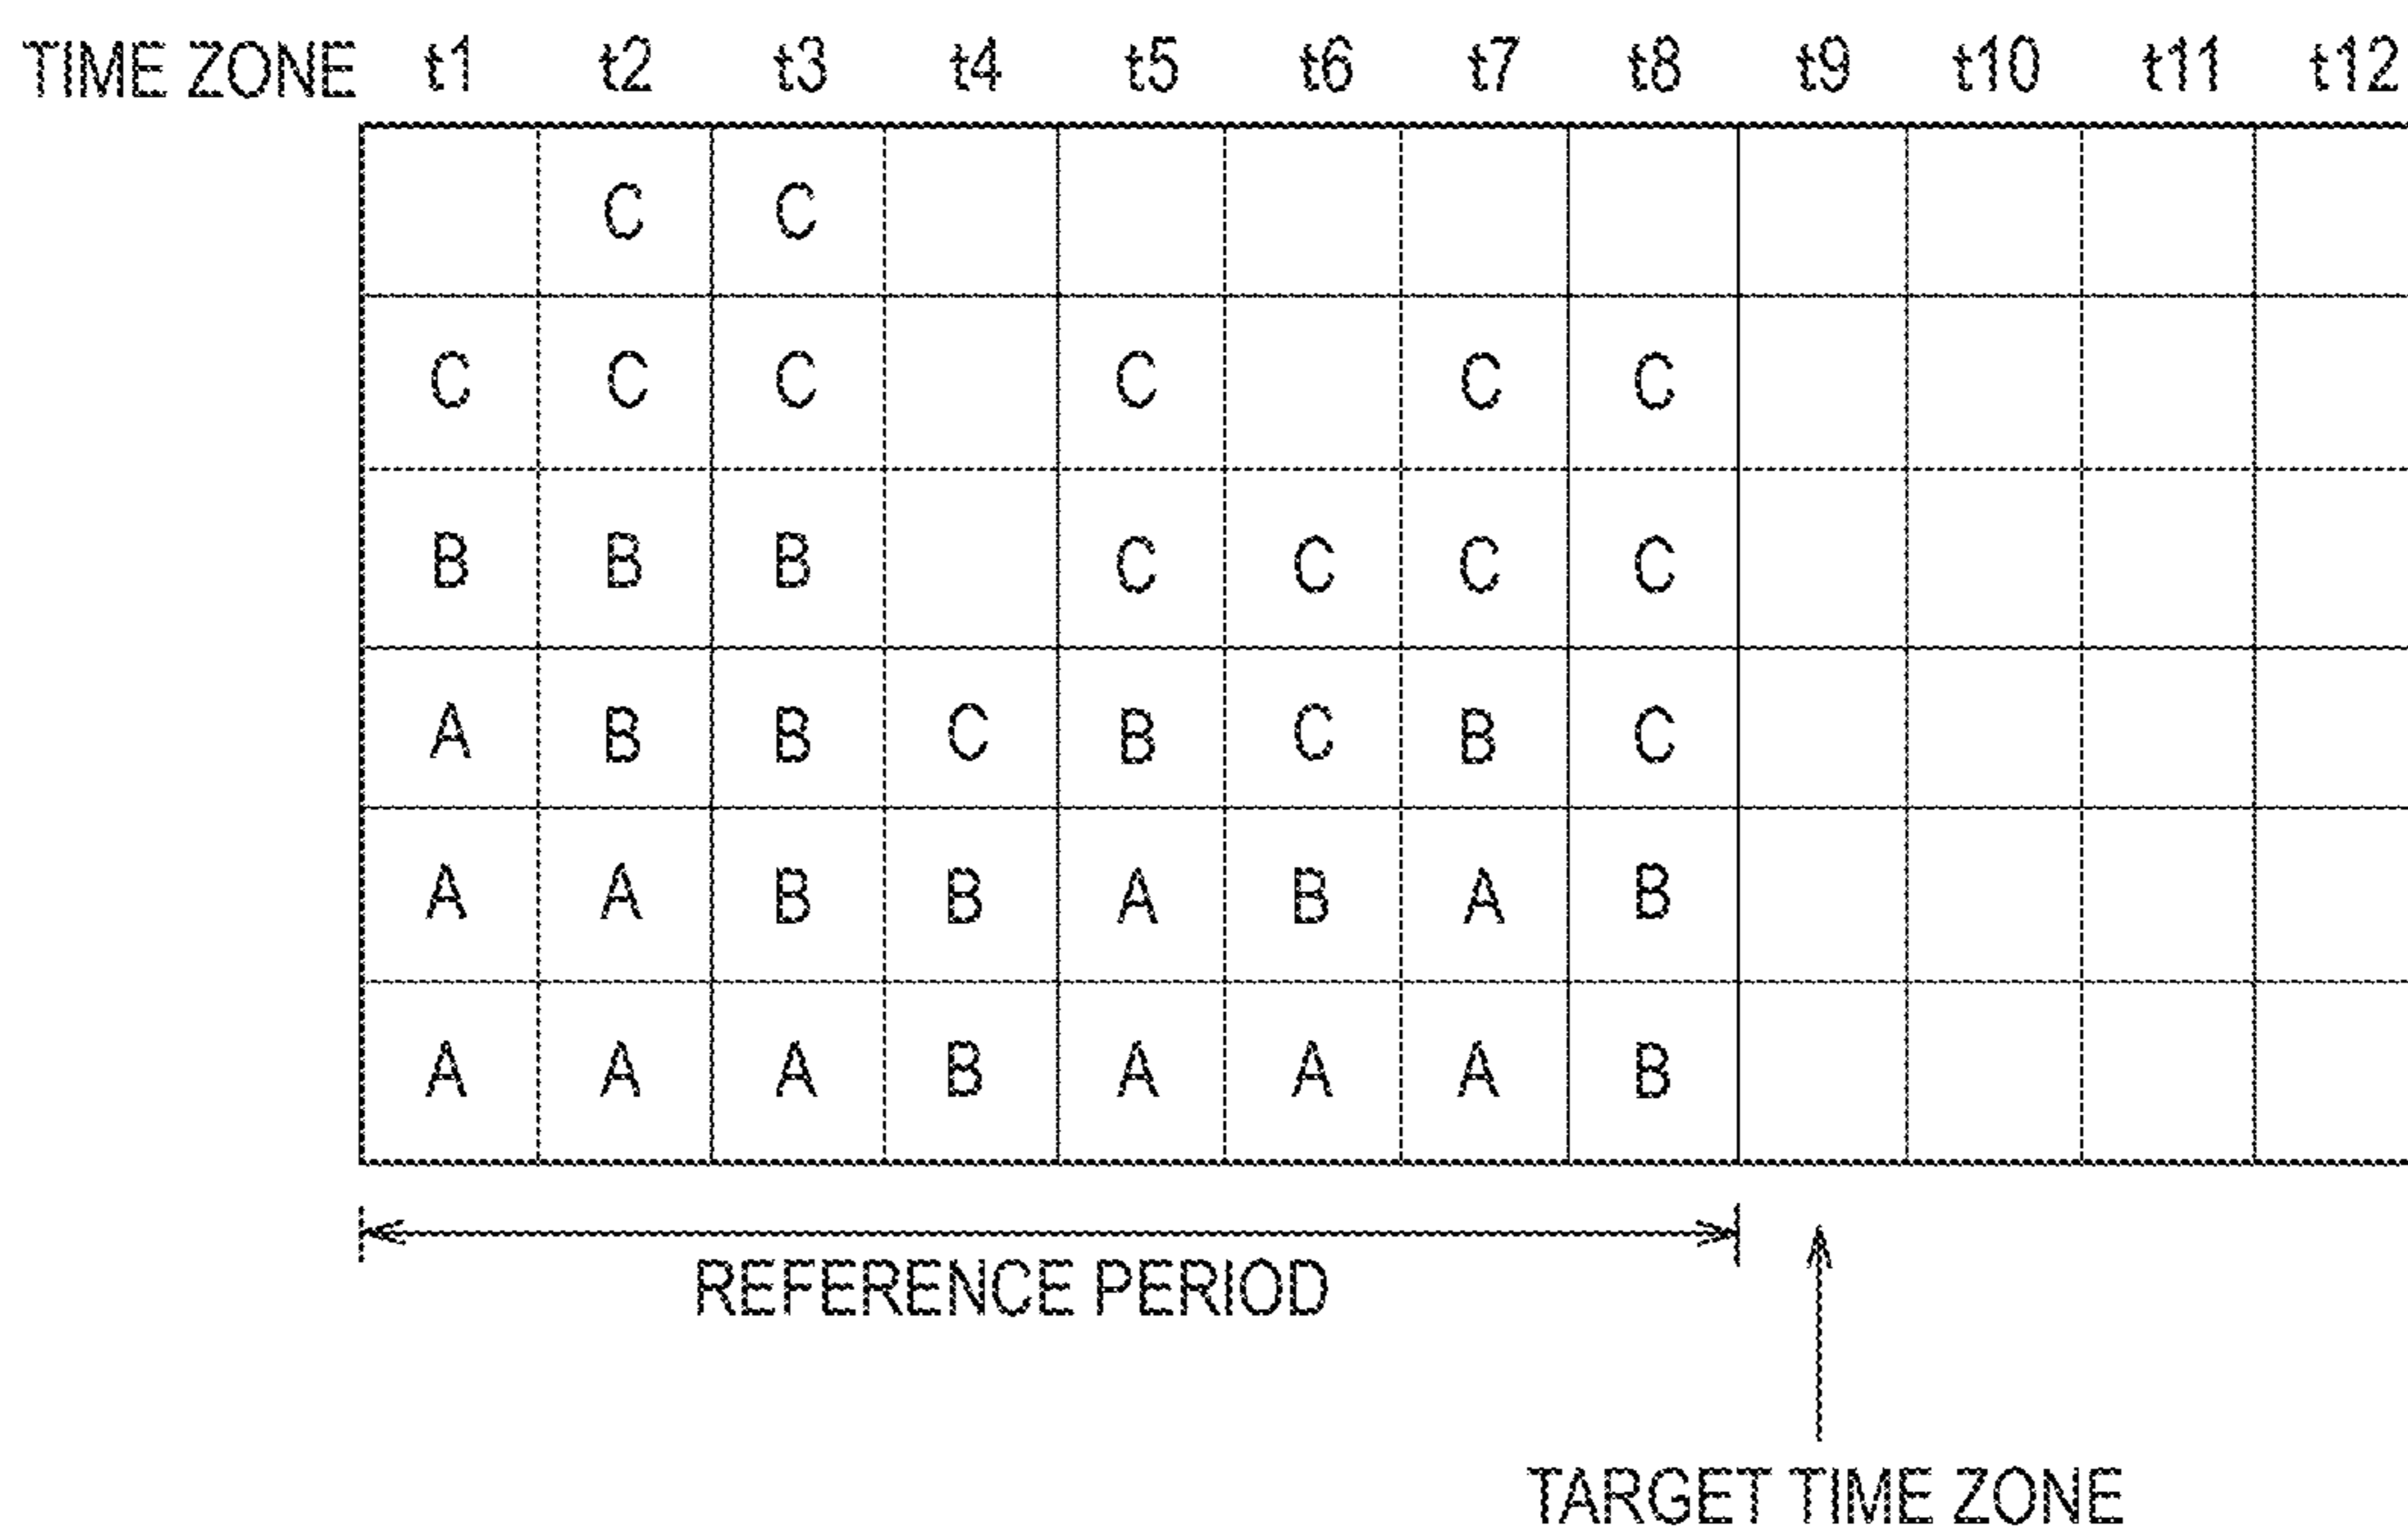 TIME ZONE t1 t2 t3 t4 t5 t6 t7 t8 t9 t10 t11 t12
C C
C C C C C C
B B B C C C C
A B B C B C B C
A A B B A B A B
A A A B A A A B
REFERENCE PERIOD
TARGET TIME ZONE